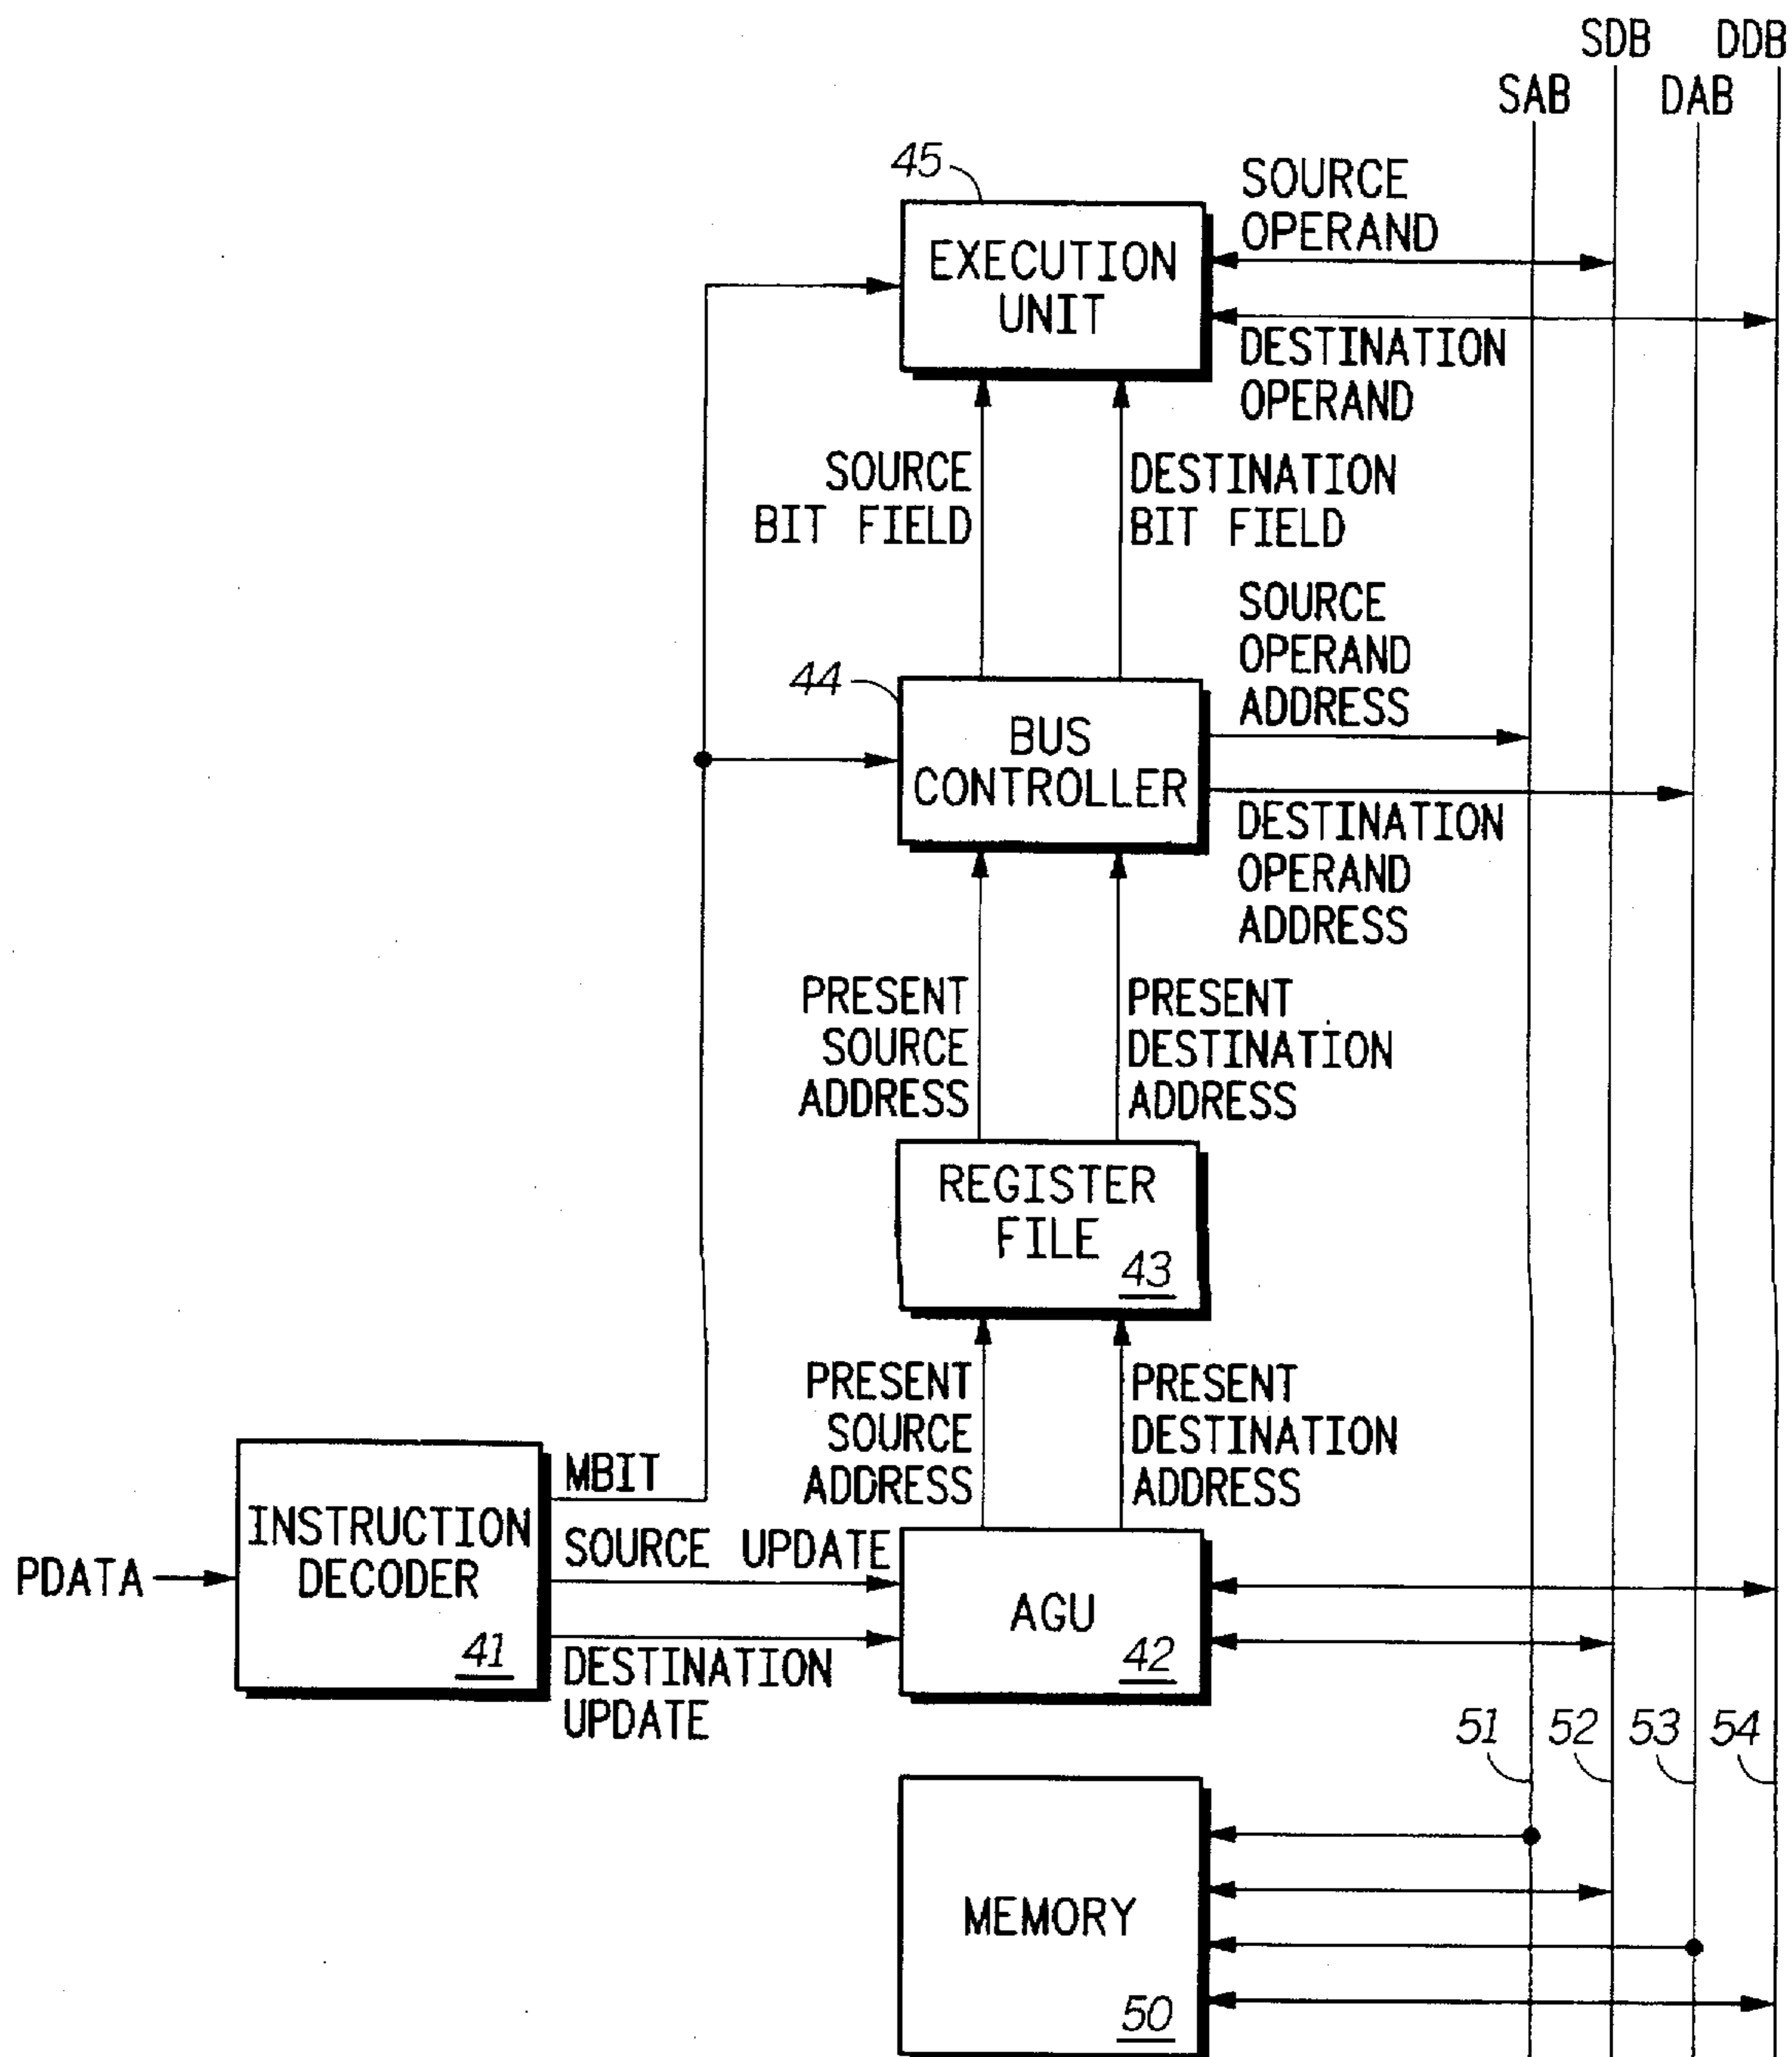 SDB DDB
SAB DAB
45
SOURCE
OPERAND
EXECUTION
UNIT
DESTINATION
OPERAND
SOURCE
BIT FIELD
DESTINATION
BIT FIELD
SOURCE
OPERAND
ADDRESS
44
BUS
CONTROLLER
DESTINATION
OPERAND
ADDRESS
PRESENT
SOURCE
ADDRESS
PRESENT
DESTINATION
ADDRESS
REGISTER
FILE
43
PRESENT
SOURCE
ADDRESS
PRESENT
DESTINATION
ADDRESS
MBIT
INSTRUCTION
DECODER
41
PDATA
SOURCE UPDATE
DESTINATION
UPDATE
AGU
42
51 52 53 54
MEMORY
50